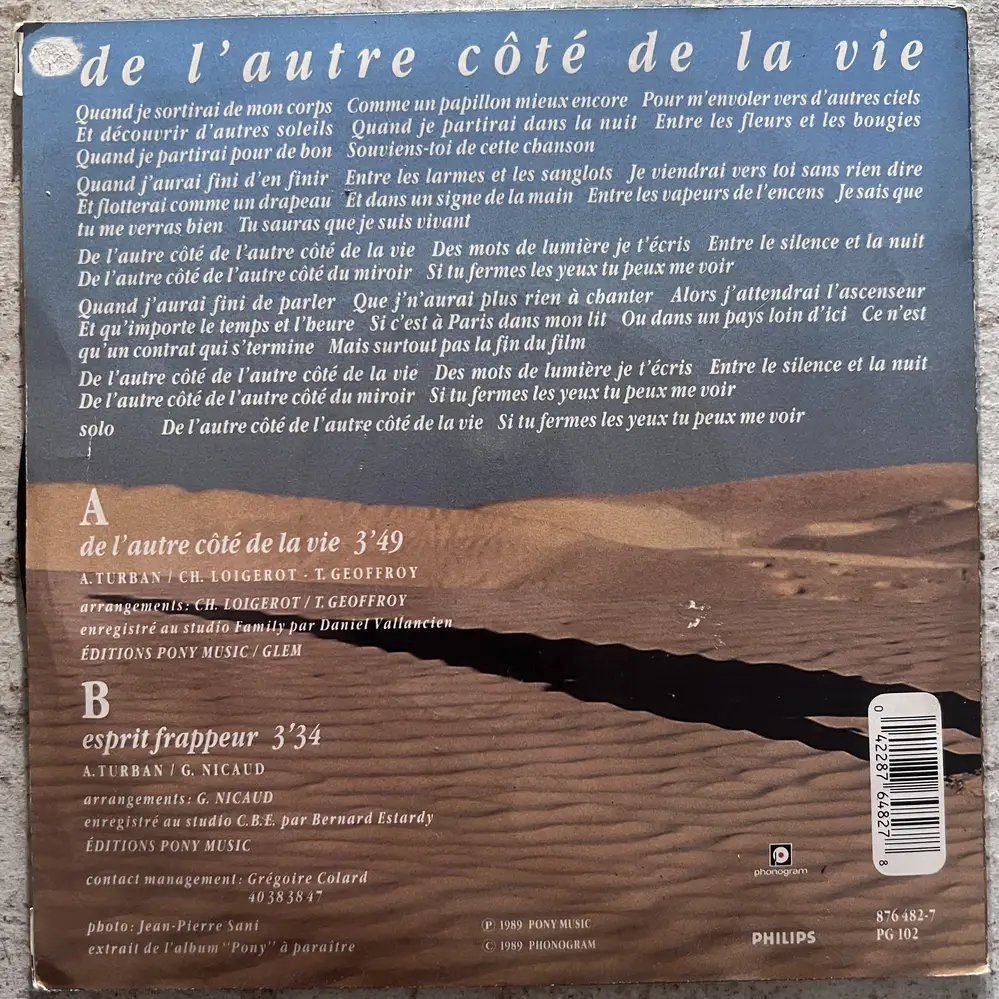 de l'autre côté de la vie
Quand je sortirai de mon corps Comme un papillon mieux encore Pour m'envoler vers d'autres ciels
Et découvrir d'autres soleils Quand je partirai dans la nuit Entre les fleurs et les bougies
Quand je partirai pour de bon Souviens-toi de cette chanson
Quand j'aurai fini d'en finir Entre les larmes et les sanglots Je viendrai vers toi sans rien dire
Et flotterai comme un drapeau Et dans un signe de la main Entre les vapeurs de l'encens Je sais que
tu me verras bien Tu sauras que je suis vivant
De l'autre côté de l'autre côté de la vie Des mots de lumière je t'écris Entre le silence et la nuit
De l'autre côté de l'autre côté du miroir Si tu fermes les yeux tu peux me voir
Quand j'aurai fini de parler Que j'n'aurai plus rien à chanter Alors j'attendrai l'ascenseur
Et qu'importe le temps et l'heure Si c'est à Paris dans mon lit Ou dans un pays loin d'ici Ce n'est
qu'un contrat qui s'termine Mais surtout pas la fin du film
De l'autre côté de l'autre côté de la vie Des mots de lumière je t'écris Entre le silence et la nuit
De l'autre côté de l'autre côté du miroir Si tu fermes les yeux tu peux me voir
solo De l'autre côté de l'autre côté de la vie Si tu fermes les yeux tu peux me voir
A
de l'autre côté de la vie 3'49
A. TURBAN / CH. LOIGEROT - T. GEOFFROY
arrangements: CH. LOIGEROT / T. GEOFFROY
enregistré au studio Family par Daniel Vallancien
ÉDITIONS PONY MUSIC / GLEM
B
esprit frappeur 3'34
A. TURBAN / G. NICAUD
arrangements: G. NICAUD
enregistré au studio C.B.E. par Bernard Estardy
ÉDITIONS PONY MUSIC
contact management: Grégoire Colard
40383847
photo: Jean-Pierre Sani
extrait de l'album "Pony" à paraître
℗ 1989 PONY MUSIC
© 1989 PHONOGRAM
phonogram
PHILIPS
0 42287 64827 8
876 482-7
PG 102